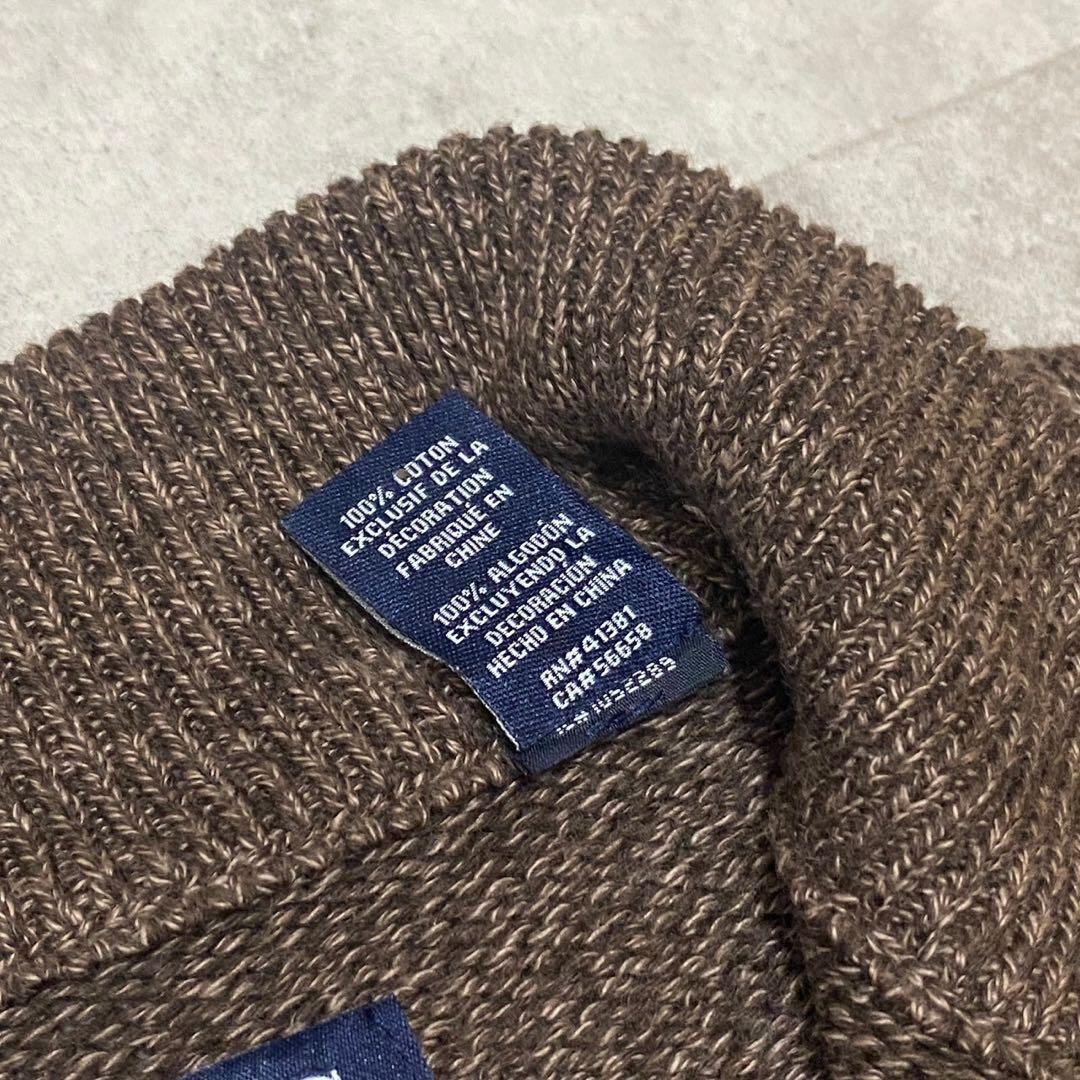 100% COTON
EXCLUSIF DE LA
DÉCORATION
FABRIQUÉ EN
CHINE
100% ALGODÓN
EXCLUYENDO LA
DECORACIÓN
HECHO EN CHINA
RN# 41381
CA# 56658